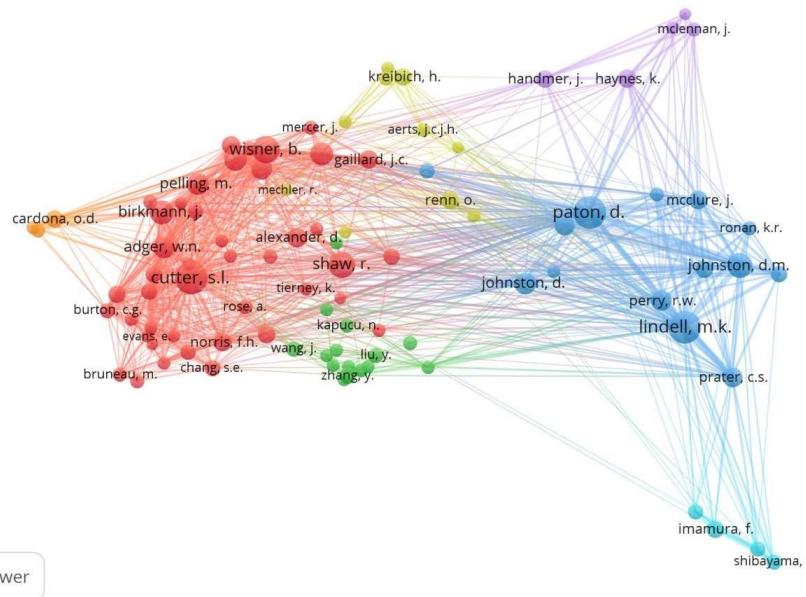 mclennan, j.
kreibich, h.
handmer, j.
haynes, k.
mercer, j.
aerts, j.c.j.h.
wisner, b.
gaillard, j.c.
pelling, m.
mechler, r.
renn, o.
mcclure, j.
birkmann, j.
paton, d.
cardona, o.d.
ronan, k.r.
alexander, d.
adger, w.n.
shaw, r.
johnston, d.m.
cutter, s.l.
johnston, d.
tierney, k.
perry, r.w.
burton, c.g.
rose, a.
kapucu, n.
lindell, m.k.
evans, e.
norris, f.h.
wang, j.
liu, y.
chang, s.e.
bruneau, m.
zhang, y.
prater, c.s.
imamura, f.
shibayama,
wer